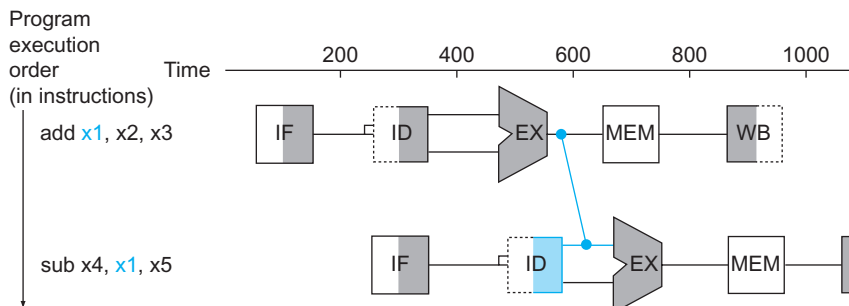 Program
execution
order
(in instructions)
Time
200 400 600 800 1000
add x1, x2, x3
IF ID EX MEM WB
sub x4, x1, x5
IF ID EX MEM